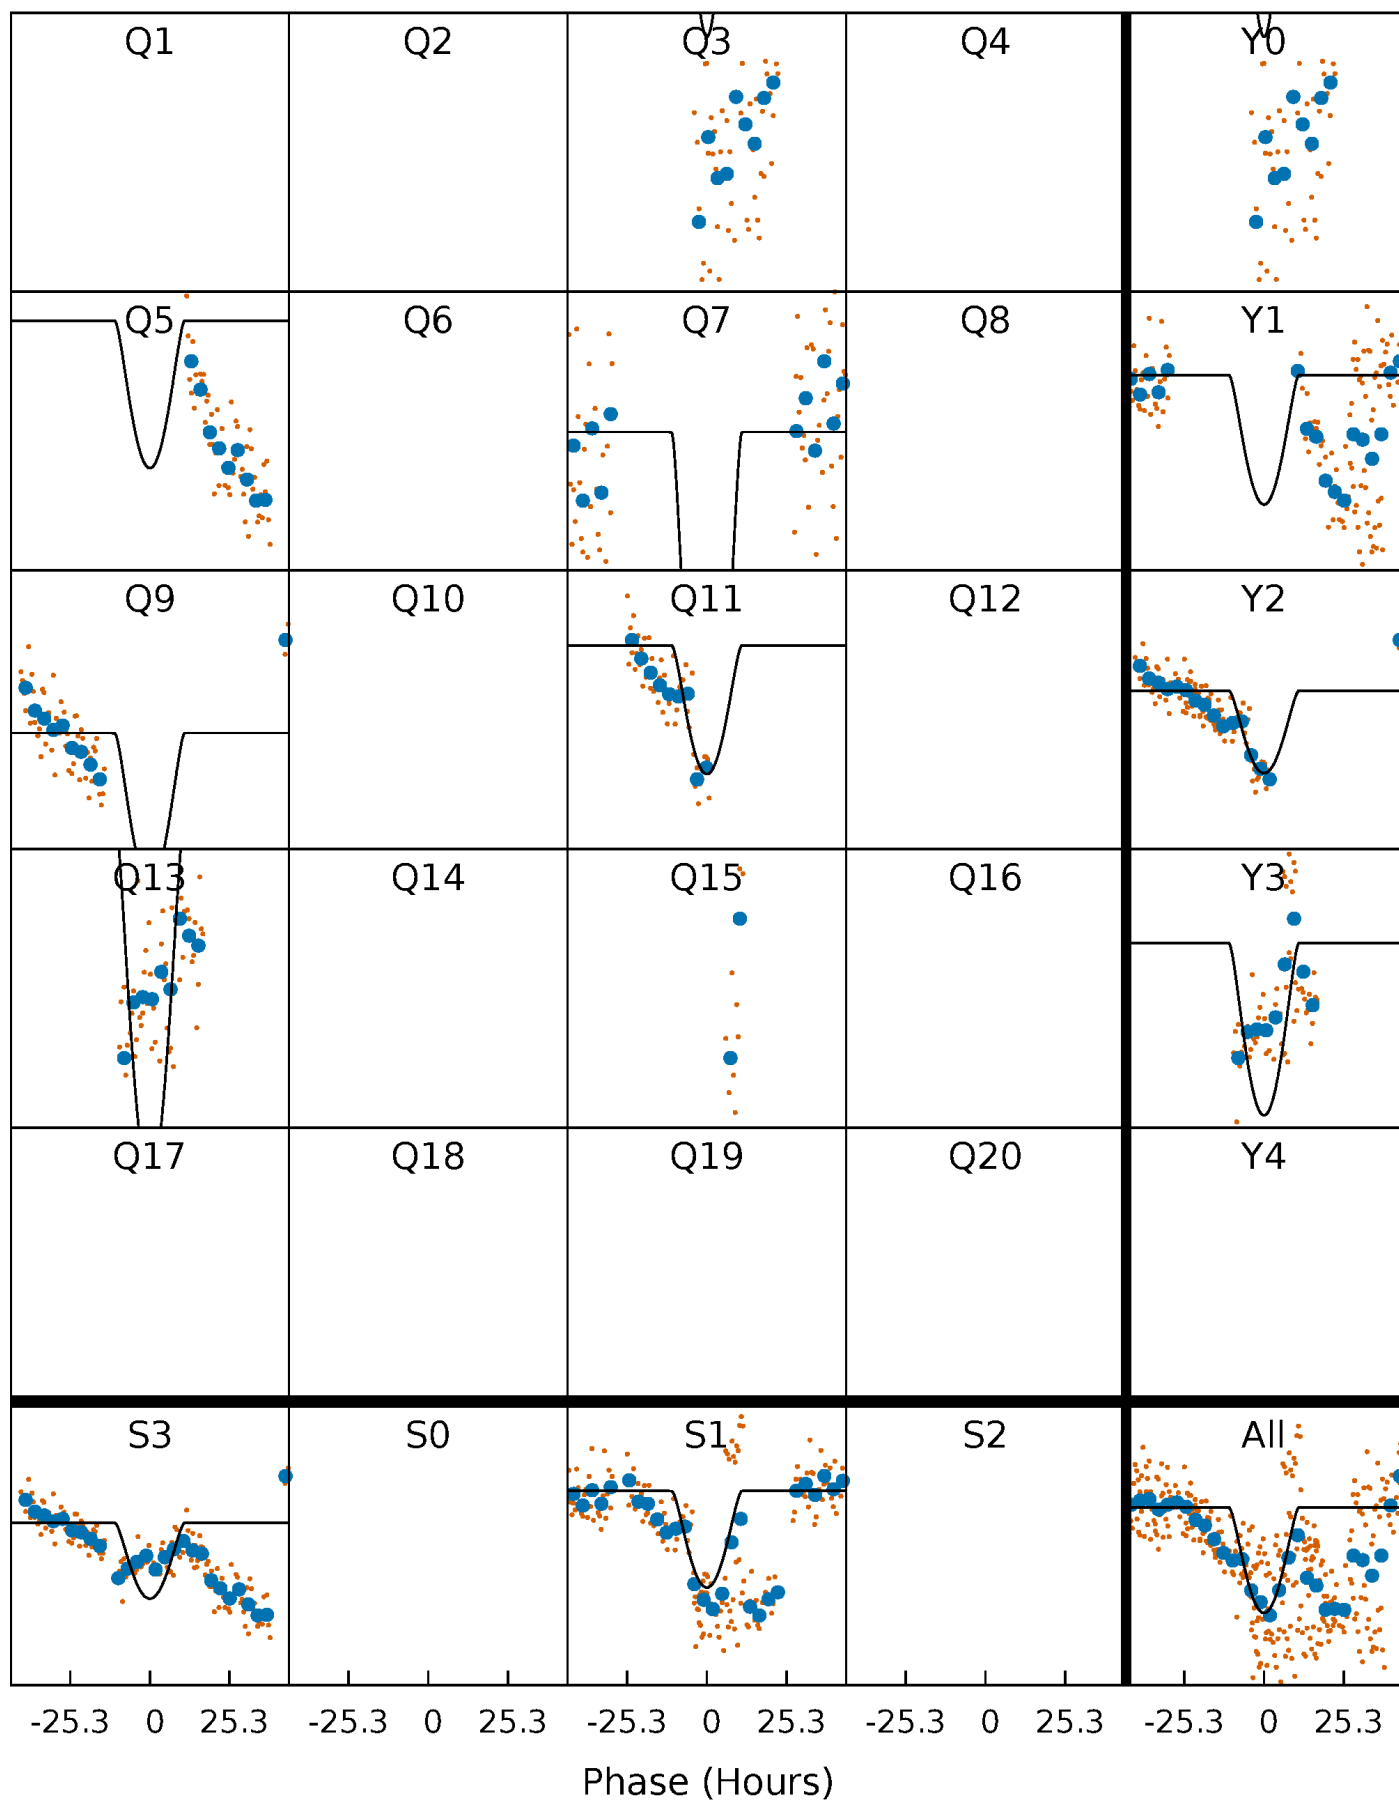 Q1 Q2 Q3 Q4 Y0
Q5 Q6 Q7 Q8 Y1
Q9 Q10 Q11 Q12 Y2
Q13 Q14 Q15 Q16 Y3
Q17 Q18 Q19 Q20 Y4
S3 S0 S1 S2 All
-25.3 0 25.3 -25.3 0 25.3 -25.3 0 25.3 -25.3 0 25.3 -25.3 0 25.3
Phase (Hours)